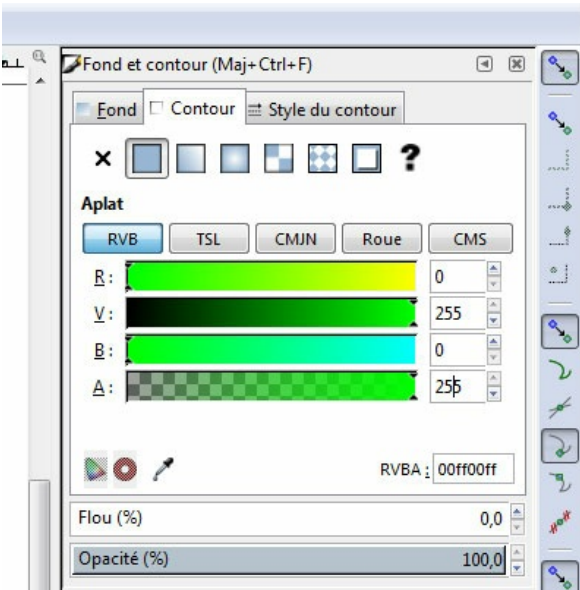 Fond et contour (Maj+Ctrl+F)
Fond Contour Style du contour
?
Aplat
RVB TSL CMJN Roue CMS
R : 0
V : 255
B : 0
A : 255
RVBA : 00ff00ff
Flou (%) 0,0
Opacité (%) 100,0